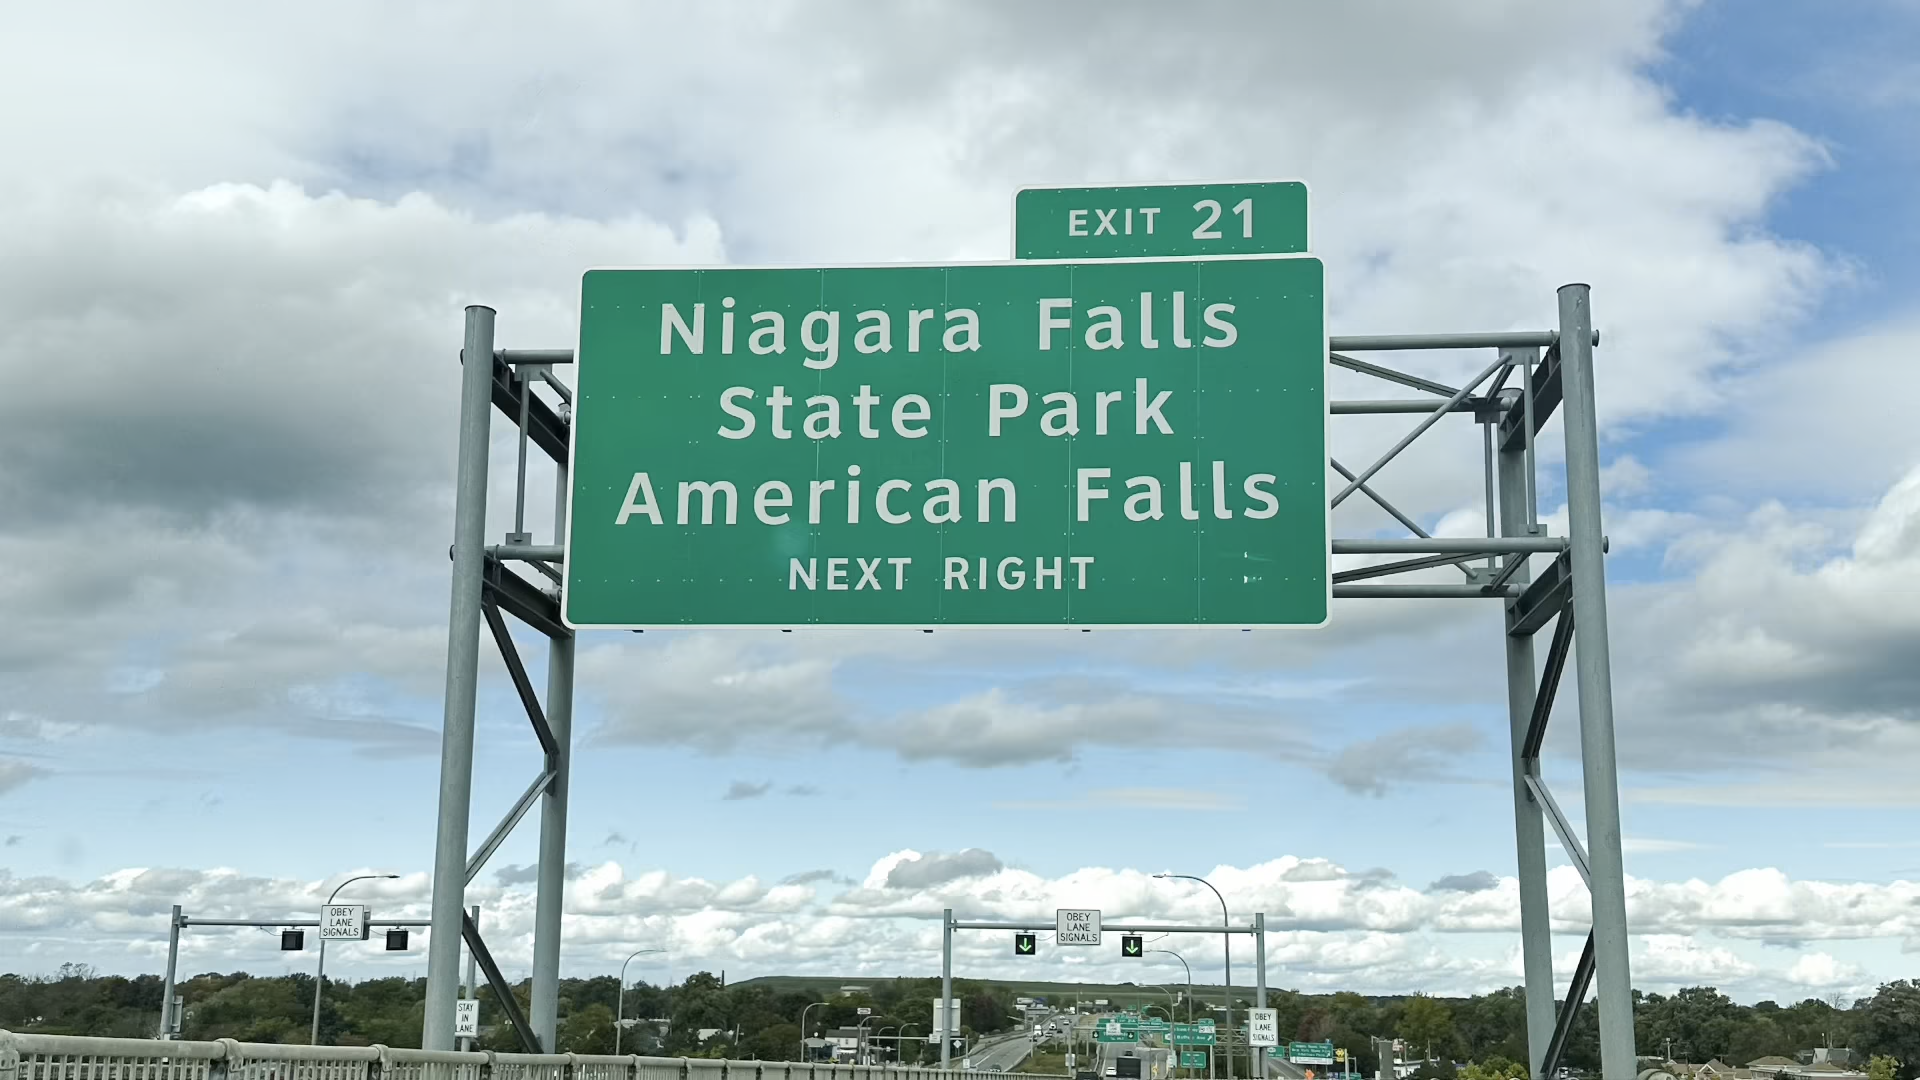 EXIT 21
Niagara Falls
State Park
American Falls
NEXT RIGHT
OBEY
LANE
SIGNALS
OBEY
LANE
SIGNALS
STAY
IN
LANE
OBEY
LANE
SIGNALS